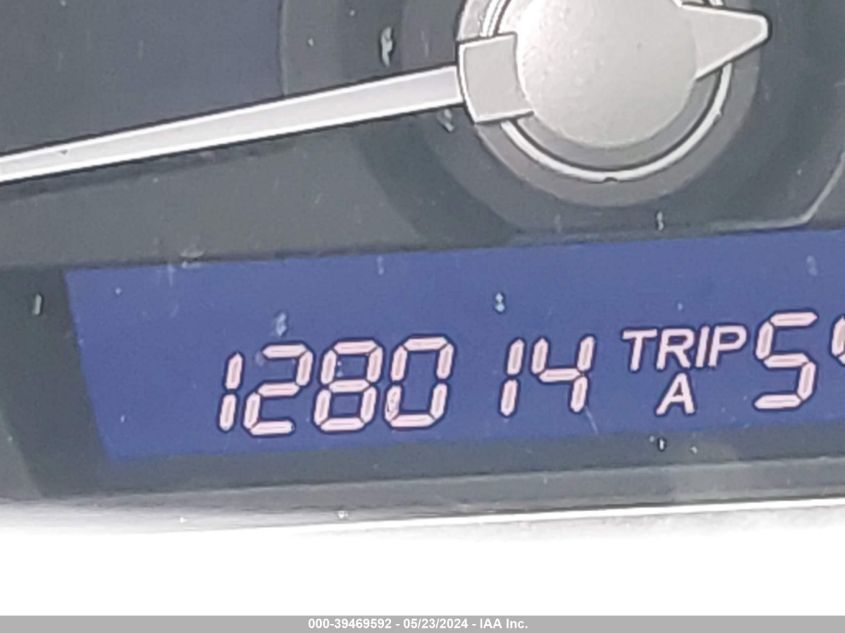 128014 TRIP A 5
000-39469592 - 05/23/2024 - IAA Inc.